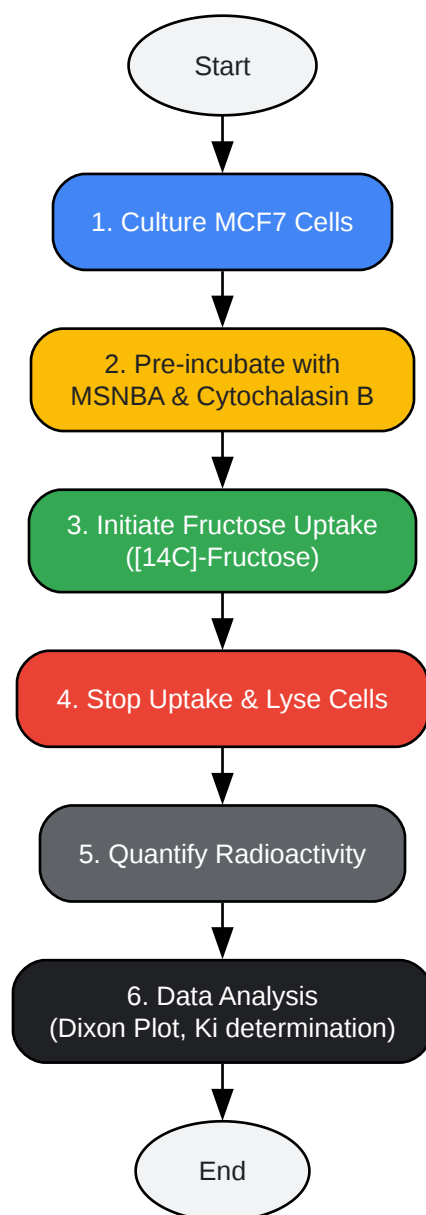 Start
1. Culture MCF7 Cells
2. Pre-incubate with
MSNBA & Cytochalasin B
3. Initiate Fructose Uptake
([14C]-Fructose)
4. Stop Uptake & Lyse Cells
5. Quantify Radioactivity
6. Data Analysis
(Dixon Plot, Ki determination)
End